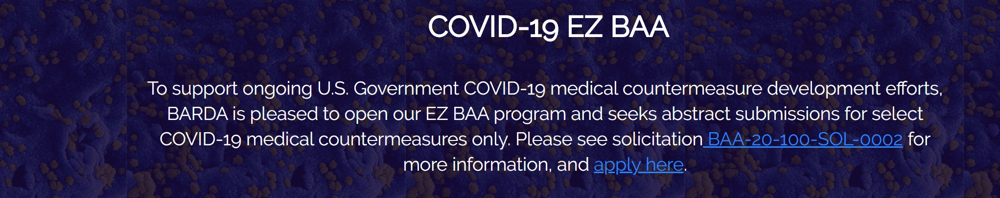 COVID-19 EZ BAA
To support ongoing U.S. Government COVID-19 medical countermeasure development efforts,
BARDA is pleased to open our EZ BAA program and seeks abstract submissions for select
COVID-19 medical countermeasures only. Please see solicitation BAA-20-100-SOL-0002 for
more information, and apply here.